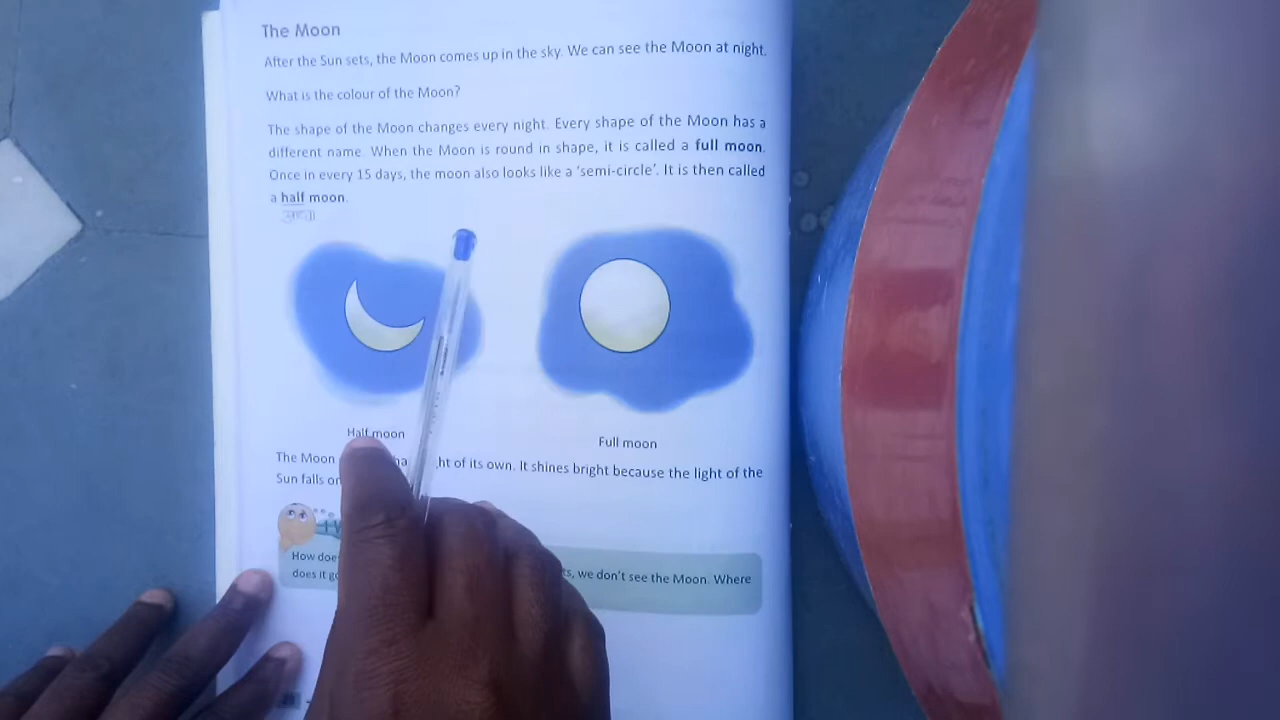 The Moon
After the Sun sets, the Moon comes up in the sky. We can see the Moon at night.
What is the colour of the Moon?
The shape of the Moon changes every night. Every shape of the Moon has a
different name. When the Moon is round in shape, it is called a full moon.
Once in every 15 days, the moon also looks like a ‘semi-circle’. It is then called
a half moon.
Half moon
Full moon
The Moon ht of its own. It shines bright because the light of the
Sun falls
How doe we don't see the Moon. Where
does it